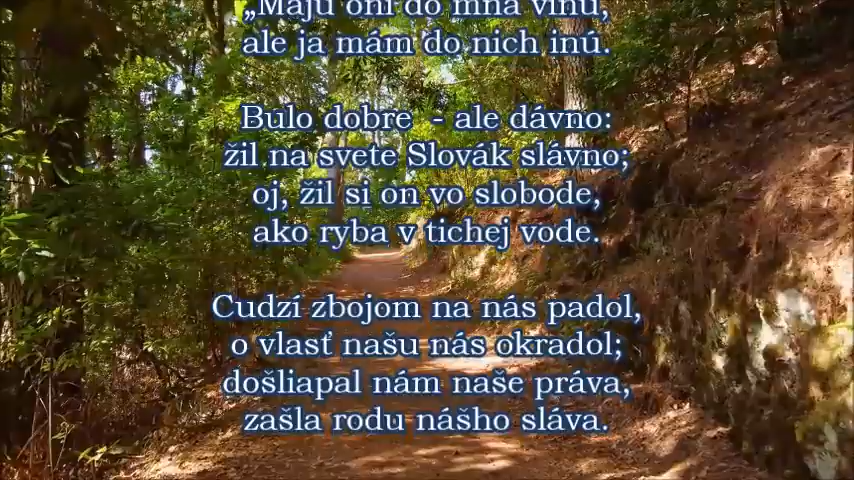 „Majú oni do mňa vinu,
ale ja mám do nich inú.
Bulo dobre - ale dávno:
žil na svete Slovák slávno;
oj, žil si on vo slobode,
ako ryba v tichej vode.
Cudzí zbojom na nás padol,
o vlasť našu nás okradol;
došliapal nám naše práva,
zašla rodu nášho sláva.